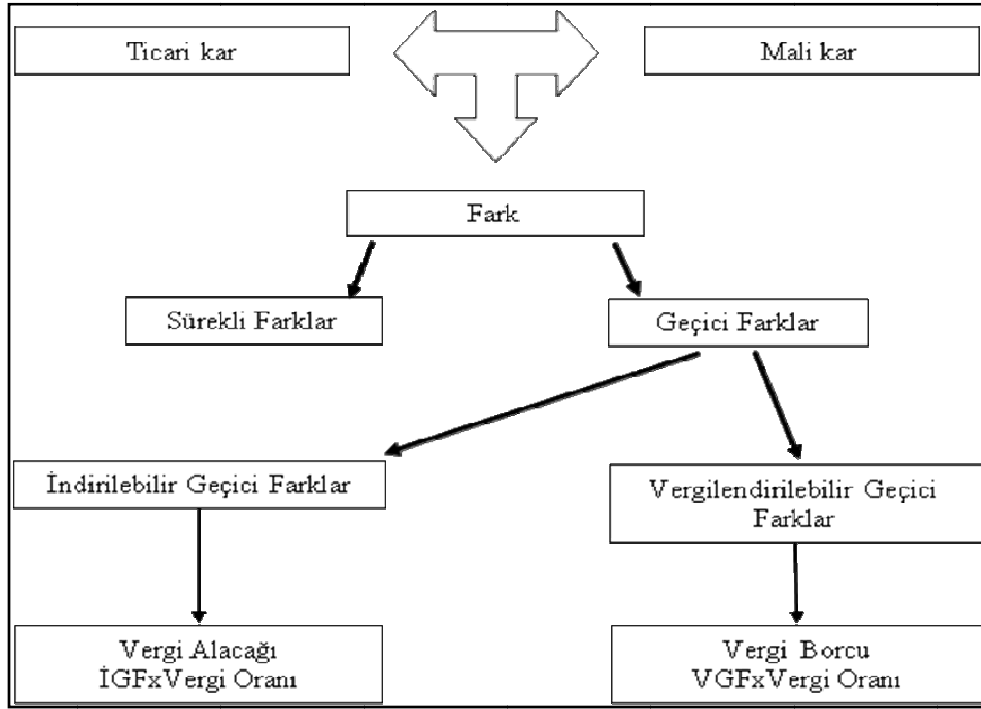 Ticari kar
Mali kar
Fark
Sürekli Farklar
Geçici Farklar
İndirilebilir Geçici Farklar
Vergilendirilebilir Geçici
Farklar
Vergi Alacağı
İGFxVergi Oranı
Vergi Borcu
VGFxVergi Oranı